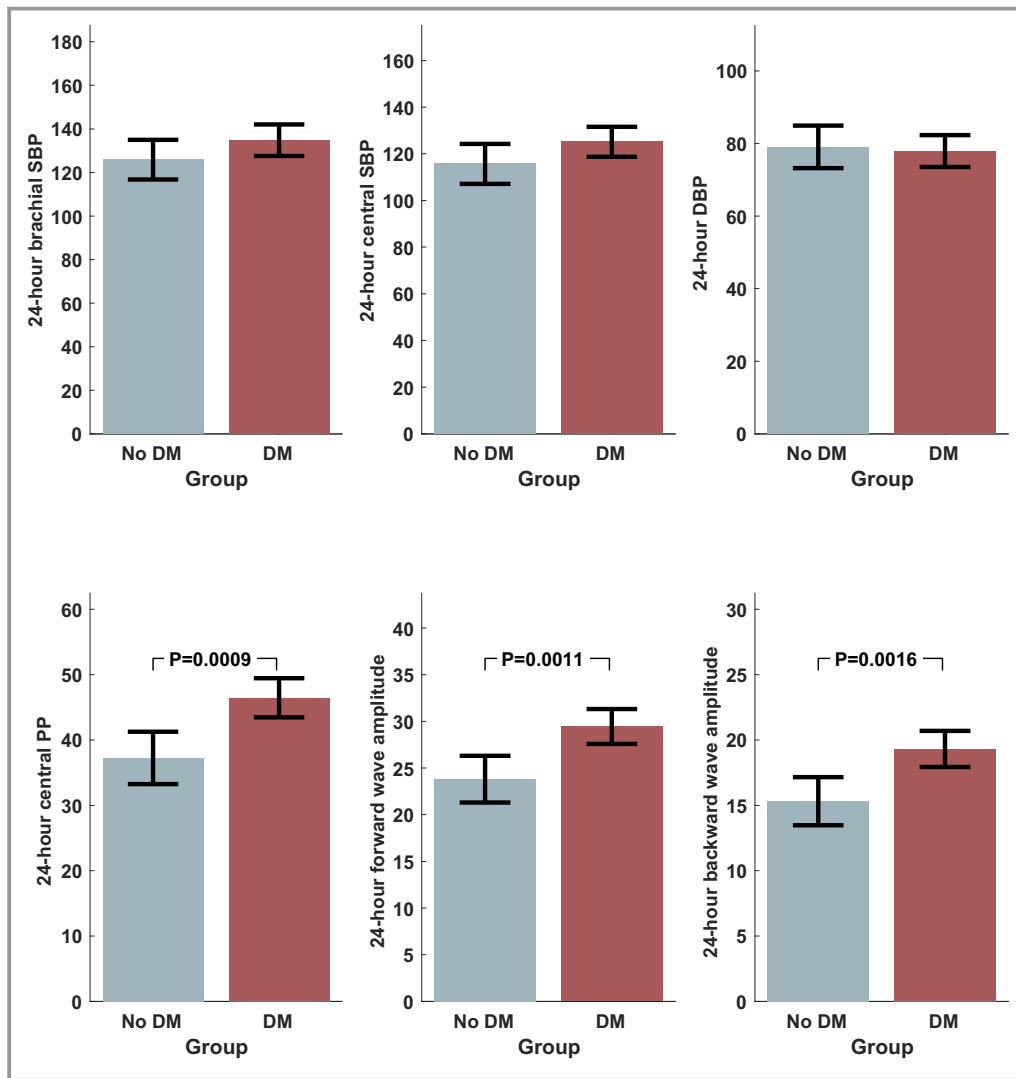 24-hour brachial SBP
180
160
140
120
100
80
60
40
20
0
No DM DM
Group
24-hour central SBP
160
140
120
100
80
60
40
20
0
No DM DM
Group
24-hour DBP
100
80
60
40
20
0
No DM DM
Group
24-hour central PP
60
50
40
30
20
10
0
P=0.0009
No DM DM
Group
24-hour forward wave amplitude
40
35
30
25
20
15
10
5
0
P=0.0011
No DM DM
Group
24-hour backward wave amplitude
30
25
20
15
10
5
0
P=0.0016
No DM DM
Group